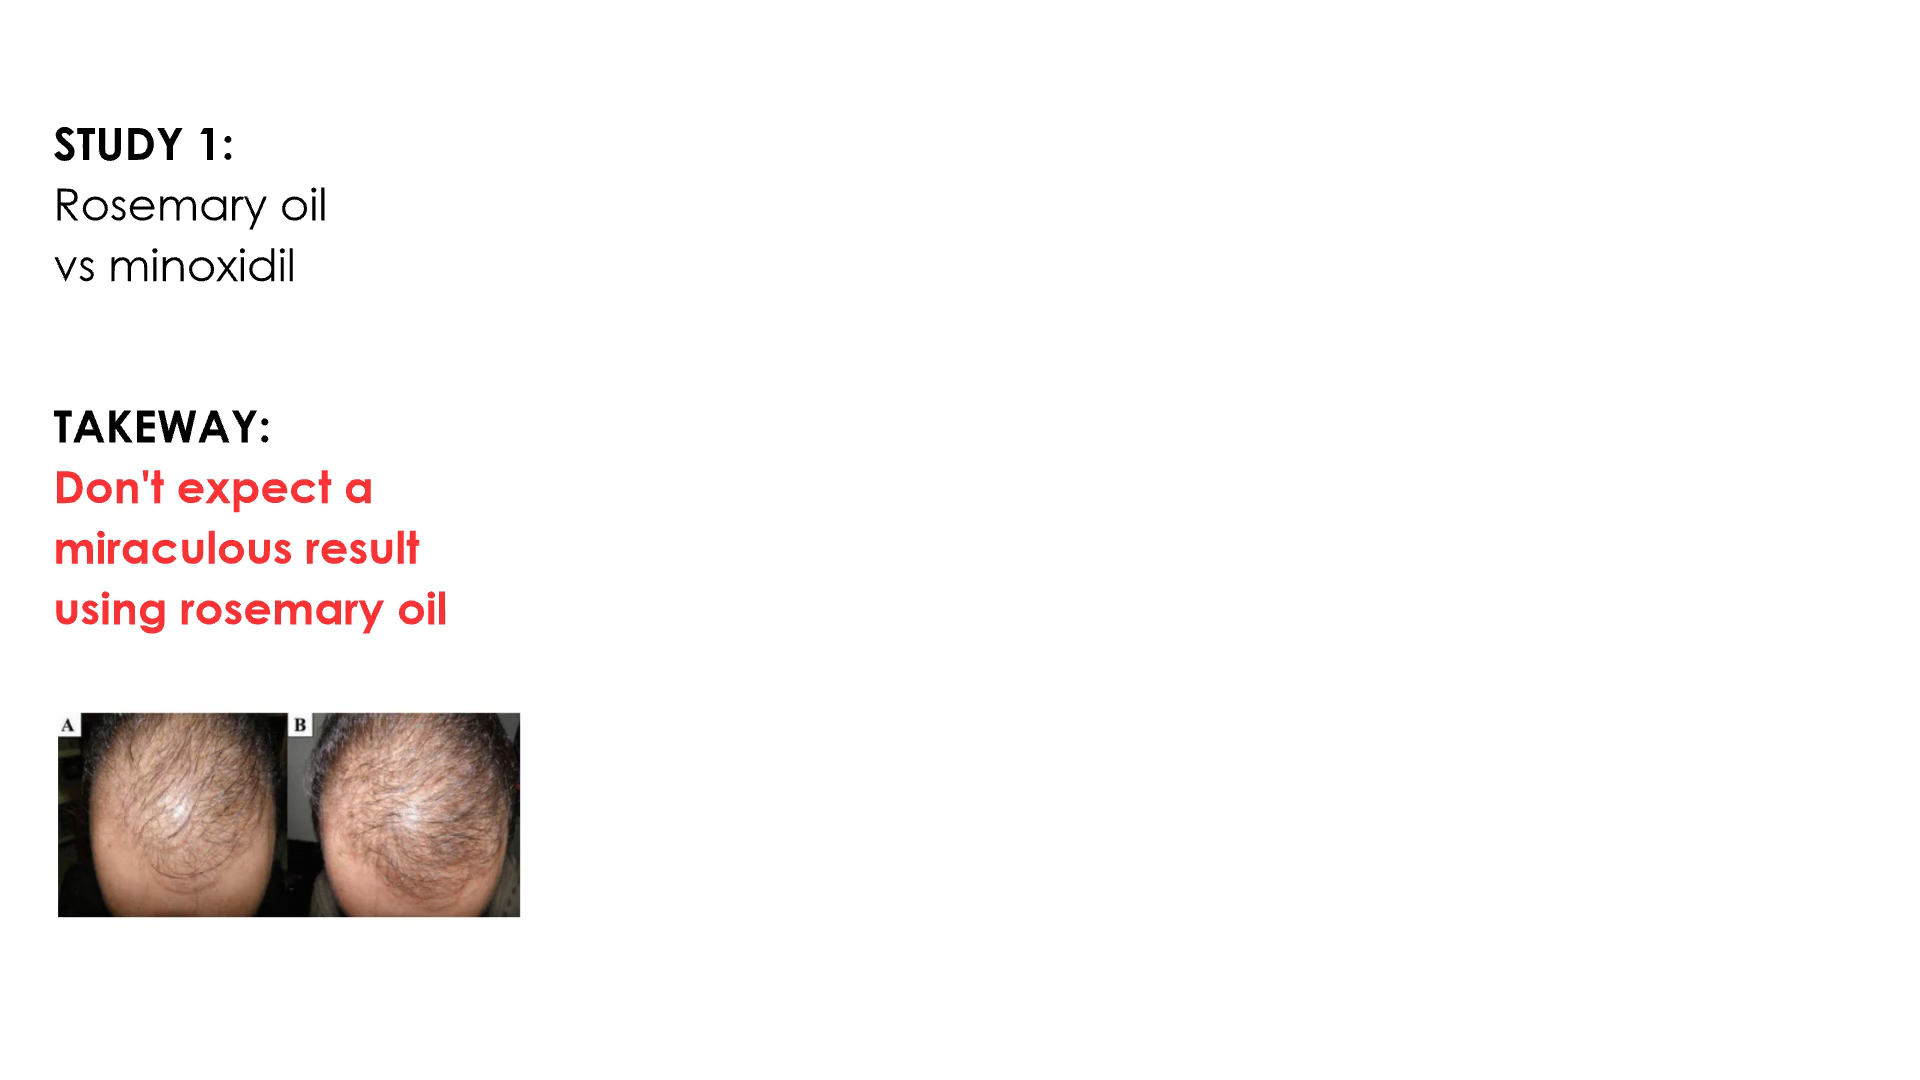 STUDY 1:
Rosemary oil
vs minoxidil
TAKEWAY:
Don't expect a
miraculous result
using rosemary oil
A
B